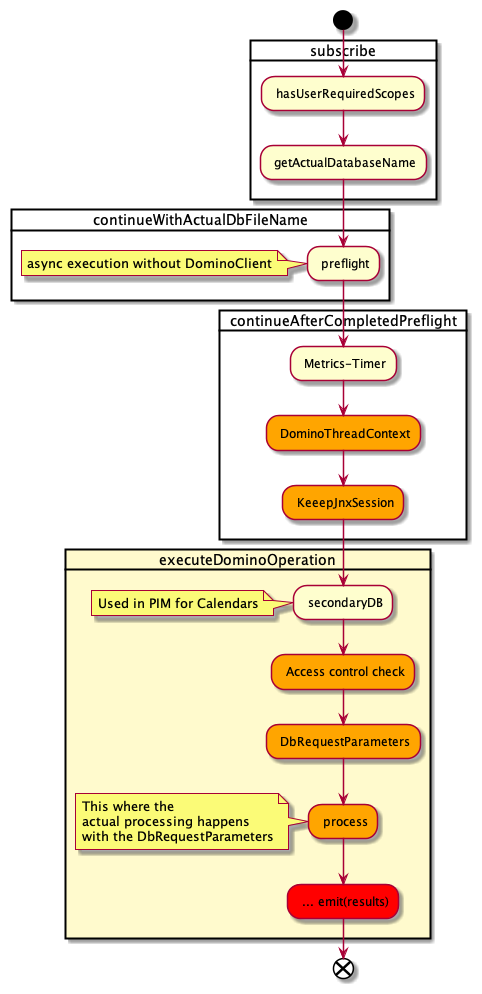 subscribe
hasUserRequiredScopes
getActualDatabaseName
continueWithActualDbFileName
async execution without DominoClient
preflight
continueAfterCompletedPreflight
Metrics-Timer
DominoThreadContext
KeeepJnxSession
executeDominoOperation
Used in PIM for Calendars
secondaryDB
Access control check
DbRequestParameters
This where the
actual processing happens
with the DbRequestParameters
process
... emit(results)